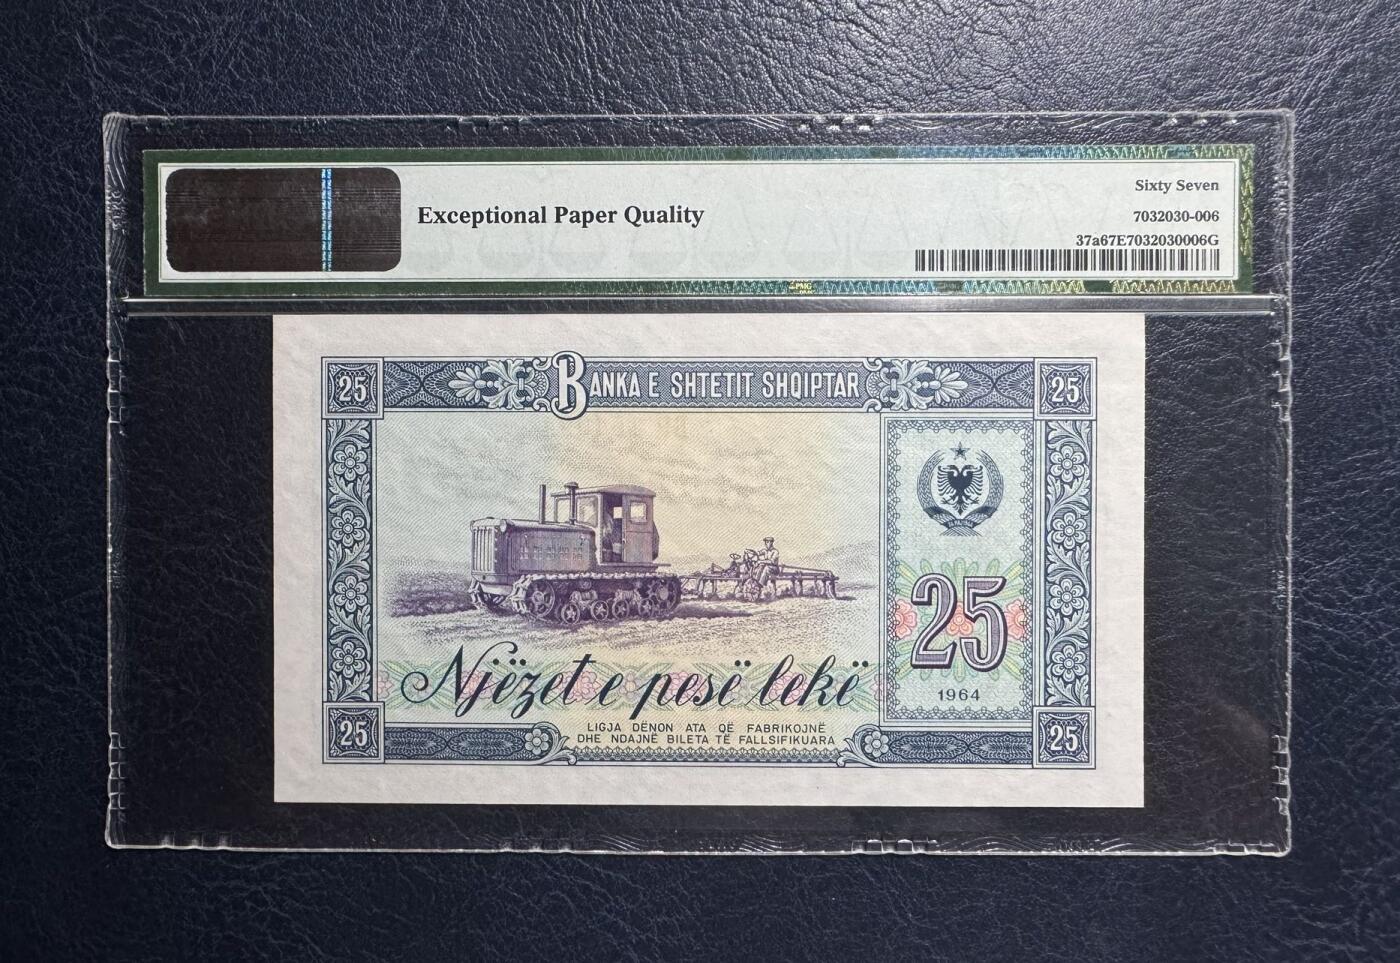 Exceptional Paper Quality
Sixty Seven
7032030-006
37a67E7032030006G
PMG
25 BANKA E SHTETIT SHQIPTAR 25
25
1964
Njëzet e pesë lekë
LIGJA DËNON ATA QË FABRIKOJNË
DHE NDAJNË BILETA TË FALLSIFIKUARA
25 25